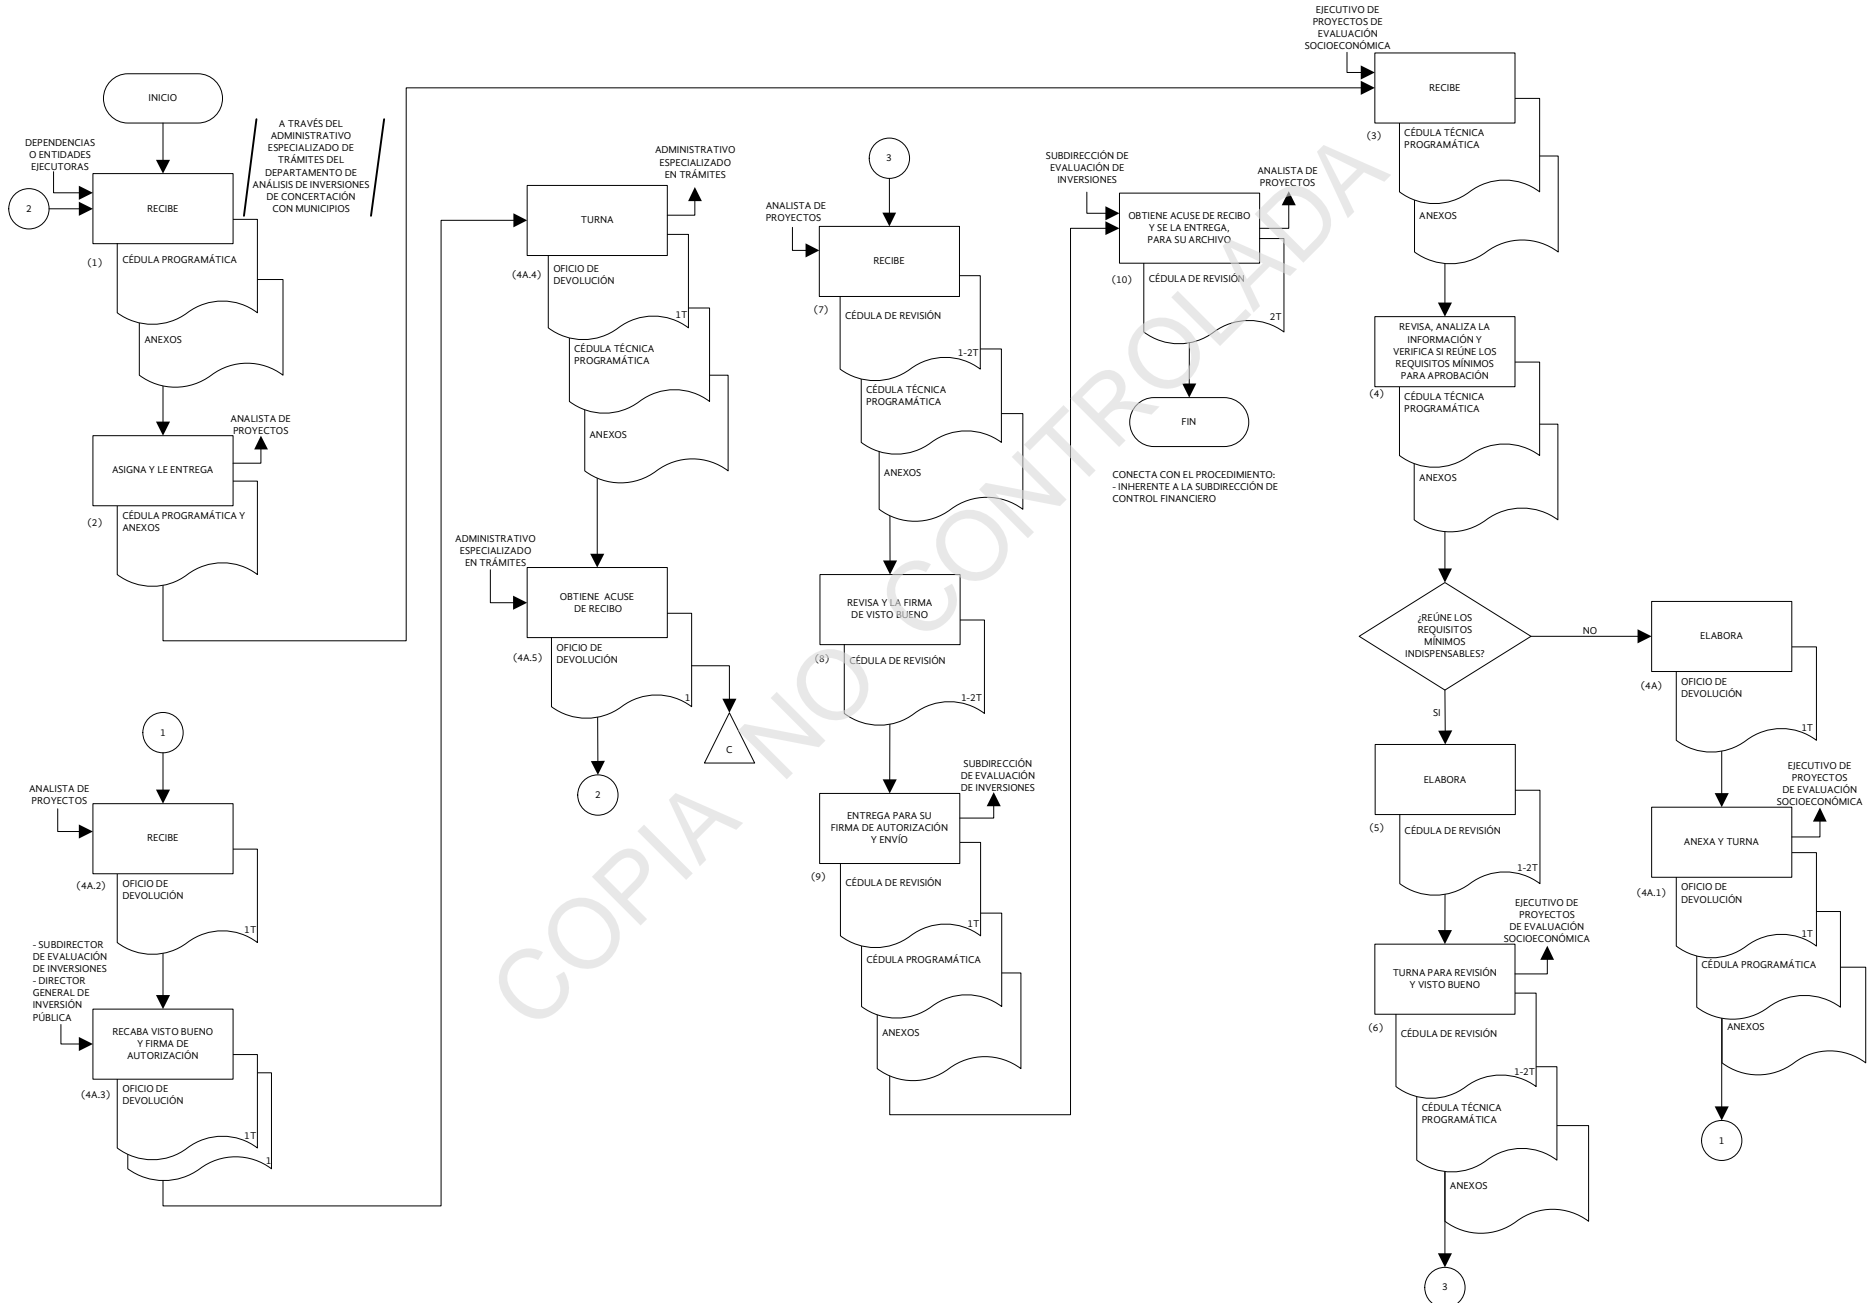 INICIO
DEPENDENCIAS
O ENTIDADES
EJECUTORAS
2
RECIBE
A TRAVÉS DEL
ADMINISTRATIVO
ESPECIALIZADO DE
TRÁMITES DEL
DEPARTAMENTO DE
ANÁLISIS DE INVERSIONES
DE CONCERTACIÓN
CON MUNICIPIOS
(1)
CÉDULA PROGRAMÁTICA
ANEXOS
ANALISTA DE
PROYECTOS
ASIGNA Y LE ENTREGA
(2)
CÉDULA PROGRAMÁTICA Y
ANEXOS
1
ANALISTA DE
PROYECTOS
RECIBE
(4A.2)
OFICIO DE
DEVOLUCIÓN
1T
- SUBDIRECTOR
DE EVALUACIÓN
DE INVERSIONES
- DIRECTOR
GENERAL DE
INVERSIÓN
PÚBLICA
RECABA VISTO BUENO
Y FIRMA DE
AUTORIZACIÓN
(4A.3)
OFICIO DE
DEVOLUCIÓN
1T
1
ADMINISTRATIVO
ESPECIALIZADO
EN TRÁMITES
TURNA
(4A.4)
OFICIO DE
DEVOLUCIÓN
1T
CÉDULA TÉCNICA
PROGRAMÁTICA
ANEXOS
ADMINISTRATIVO
ESPECIALIZADO
EN TRÁMITES
OBTIENE ACUSE
DE RECIBO
(4A.5)
OFICIO DE
DEVOLUCIÓN
1
C
2
3
ANALISTA DE
PROYECTOS
RECIBE
(7)
CÉDULA DE REVISIÓN
1-2T
CÉDULA TÉCNICA
PROGRAMÁTICA
ANEXOS
REVISA Y LA FIRMA
DE VISTO BUENO
(8)
CÉDULA DE REVISIÓN
1-2T
SUBDIRECCIÓN
DE EVALUACIÓN
DE INVERSIONES
ENTREGA PARA SU
FIRMA DE AUTORIZACIÓN
Y ENVÍO
(9)
CÉDULA DE REVISIÓN
1T
CÉDULA PROGRAMÁTICA
ANEXOS
SUBDIRECCIÓN DE
EVALUACIÓN DE
INVERSIONES
ANALISTA DE
PROYECTOS
OBTIENE ACUSE DE RECIBO
Y SE LA ENTREGA,
PARA SU ARCHIVO
(10)
CÉDULA DE REVISIÓN
2T
FIN
CONECTA CON EL PROCEDIMIENTO:
- INHERENTE A LA SUBDIRECCIÓN DE
CONTROL FINANCIERO
EJECUTIVO DE
PROYECTOS DE
EVALUACIÓN
SOCIOECONÓMICA
RECIBE
(3)
CÉDULA TÉCNICA
PROGRAMÁTICA
ANEXOS
REVISA, ANALIZA LA
INFORMACIÓN Y
VERIFICA SI REÚNE LOS
REQUISITOS MÍNIMOS
PARA APROBACIÓN
(4)
CÉDULA TÉCNICA
PROGRAMÁTICA
ANEXOS
¿REÚNE LOS
REQUISITOS
MÍNIMOS
INDISPENSABLES?
NO
SI
ELABORA
(5)
CÉDULA DE REVISIÓN
1-2T
EJECUTIVO DE
PROYECTOS
DE EVALUACIÓN
SOCIOECONÓMICA
TURNA PARA REVISIÓN
Y VISTO BUENO
(6)
CÉDULA DE REVISIÓN
1-2T
CÉDULA TÉCNICA
PROGRAMÁTICA
ANEXOS
3
ELABORA
(4A)
OFICIO DE
DEVOLUCIÓN
1T
EJECUTIVO DE
PROYECTOS
DE EVALUACIÓN
SOCIOECONÓMICA
ANEXA Y TURNA
(4A.1)
OFICIO DE
DEVOLUCIÓN
1T
CÉDULA PROGRAMÁTICA
ANEXOS
1
COPIA NO CONTROLADA